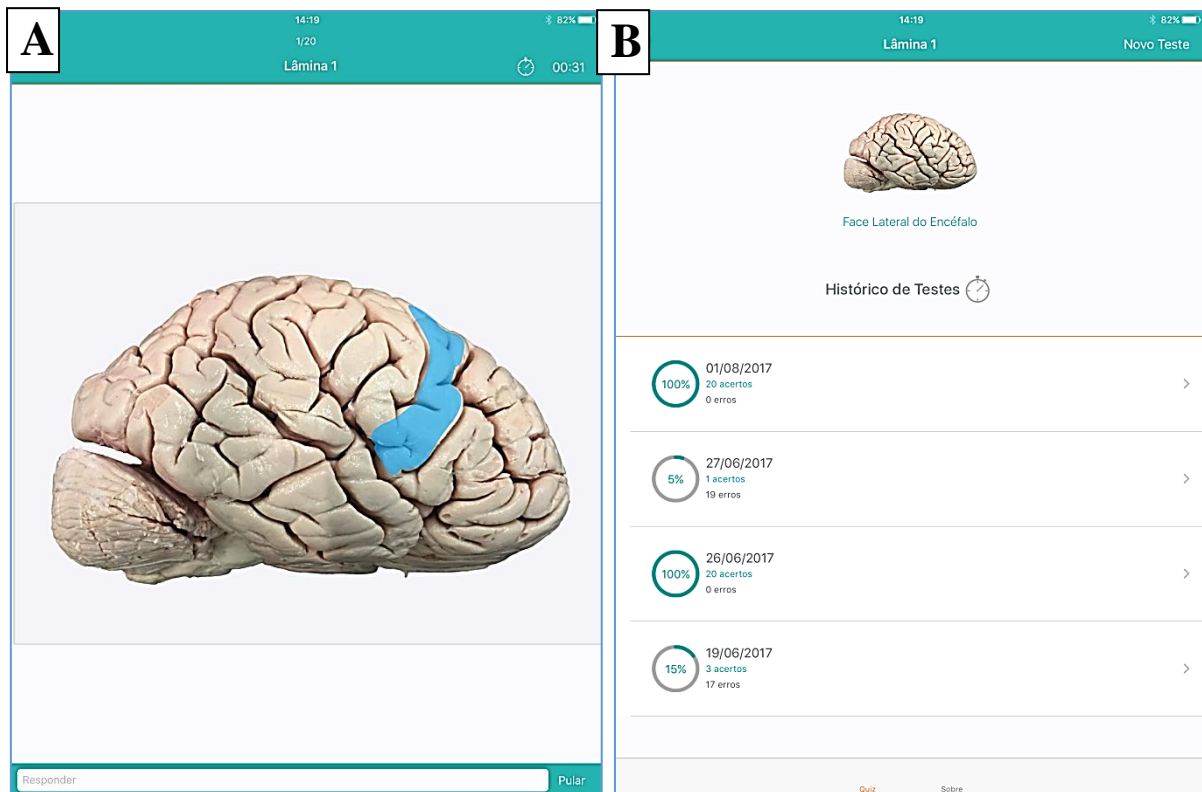 A
14:19
82%
1/20
Lâmina 1
00:31
Responder
Pular
B
14:19
82%
Lâmina 1
Novo Teste
Face Lateral do Encéfalo
Histórico de Testes
100%
01/08/2017
20 acertos
0 erros
5%
27/06/2017
1 acertos
19 erros
100%
26/06/2017
20 acertos
0 erros
15%
19/06/2017
3 acertos
17 erros
Quiz
Sobre